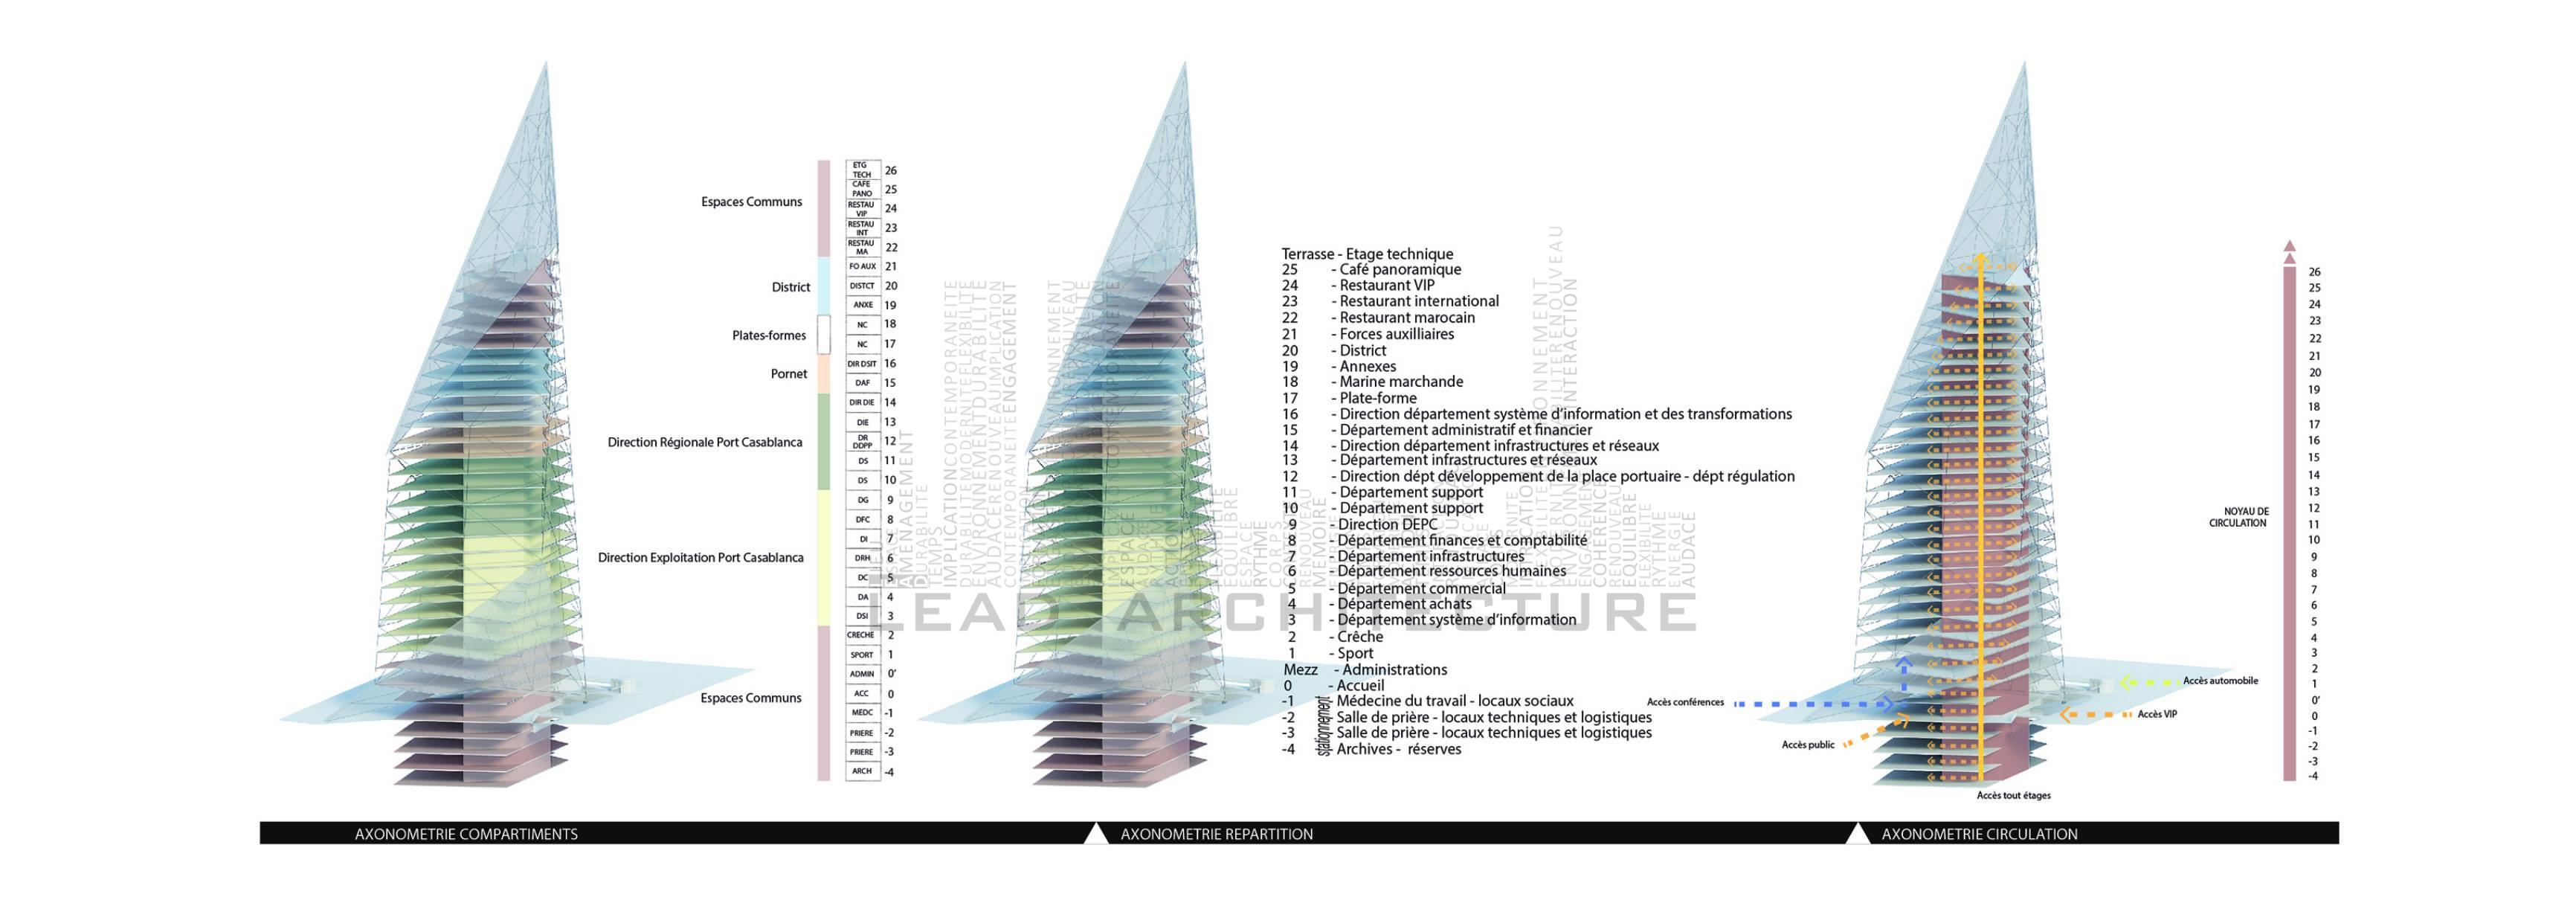 Espaces Communs
District
Plates-formes
Pornet
Direction Régionale Port Casablanca
Direction Exploitation Port Casablanca
Espaces Communs
ETG TECH 26
CAFE PANO 25
RESTAU VIP 24
RESTAU INT 23
RESTAU MA 22
FO AUX 21
DISTCT 20
ANXE 19
NC 18
NC 17
DIR DSIT 16
DAF 15
DIR DIE 14
DIE 13
DR DDPP 12
DS 11
DS 10
DG 9
DFC 8
DI 7
DRH 6
DC 5
DA 4
DSI 3
CRECHE 2
SPORT 1
ADMIN 0'
ACC 0
MEDC -1
PRIERE -2
PRIERE -3
ARCH -4
Terrasse - Etage technique
25 - Café panoramique
24 - Restaurant VIP
23 - Restaurant international
22 - Restaurant marocain
21 - Forces auxilliaires
20 - District
19 - Annexes
18 - Marine marchande
17 - Plate-forme
16 - Direction département système d'information et des transformations
15 - Département administratif et financier
14 - Direction département infrastructures et réseaux
13 - Département infrastructures et réseaux
12 - Direction dépt développement de la place portuaire - dépt régulation
11 - Département support
10 - Département support
9 - Direction DEPC
8 - Département finances et comptabilité
7 - Département infrastructures
6 - Département ressources humaines
5 - Département commercial
4 - Département achats
3 - Département système d'information
2 - Crêche
1 - Sport
Mezz - Administrations
0 - Accueil
-1 - Médecine du travail - locaux sociaux
-2 - Salle de prière - locaux techniques et logistiques
-3 - Salle de prière - locaux techniques et logistiques
-4 - Archives - réserves
stationnement
LEAD ARCHITECTURE
Accès conférences
Accès public
Accès automobile
Accès VIP
Accès tout étages
NOYAU DE
CIRCULATION
26
25
24
23
22
21
20
19
18
17
16
15
14
13
12
11
10
9
8
7
6
5
4
3
2
1
0'
0
-1
-2
-3
-4
AXONOMETRIE COMPARTIMENTS
AXONOMETRIE REPARTITION
AXONOMETRIE CIRCULATION